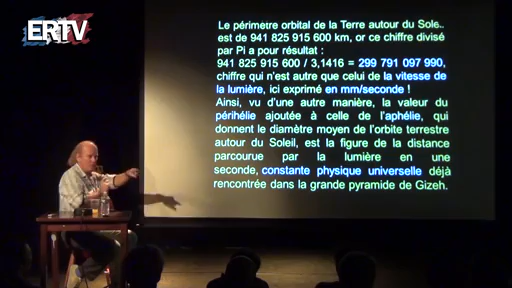 ERTV
Le périmetre orbital de la Terre autour du Soleil
est de 941 825 915 600 km, or ce chiffre divisé
par Pi a pour résultat :
941 825 915 600 / 3,1416 = 299 791 097 990,
chiffre qui n'est autre que celui de la vitesse de
la lumière, ici exprimé en mm/seconde !
Ainsi, vu d'une autre manière, la valeur du
périhélie ajoutée à celle de l'aphélie, qui
donnent le diamètre moyen de l'orbite terrestre
autour du Soleil, est la figure de la distance
parcourue par la lumière en une
seconde, constante physique universelle déjà
rencontrée dans la grande pyramide de Gizeh.